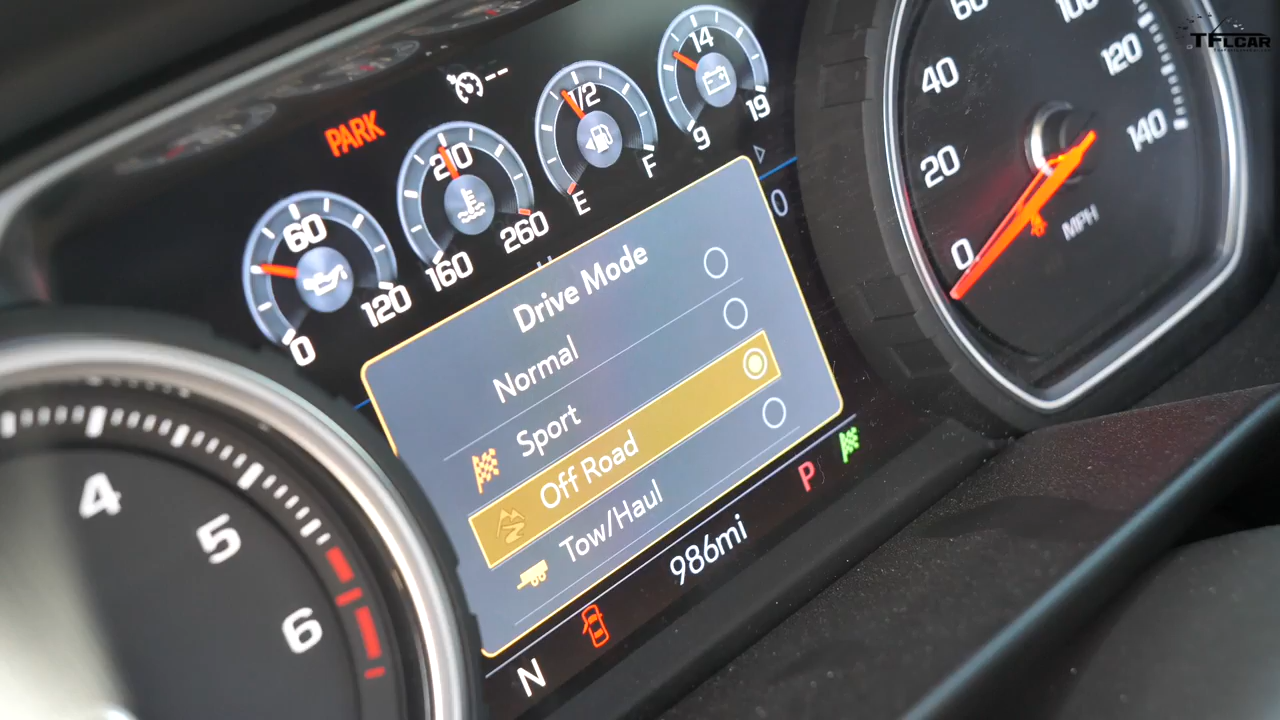 TFLCAR
60
100
14
--
40
120
1/2
PARK
19
9
140
210
F
20
E
0
60
260
MPH
160
120
0
0
Drive Mode
Normal
Sport
Off Road
Tow/Haul
P
986mi
N
4
5
6